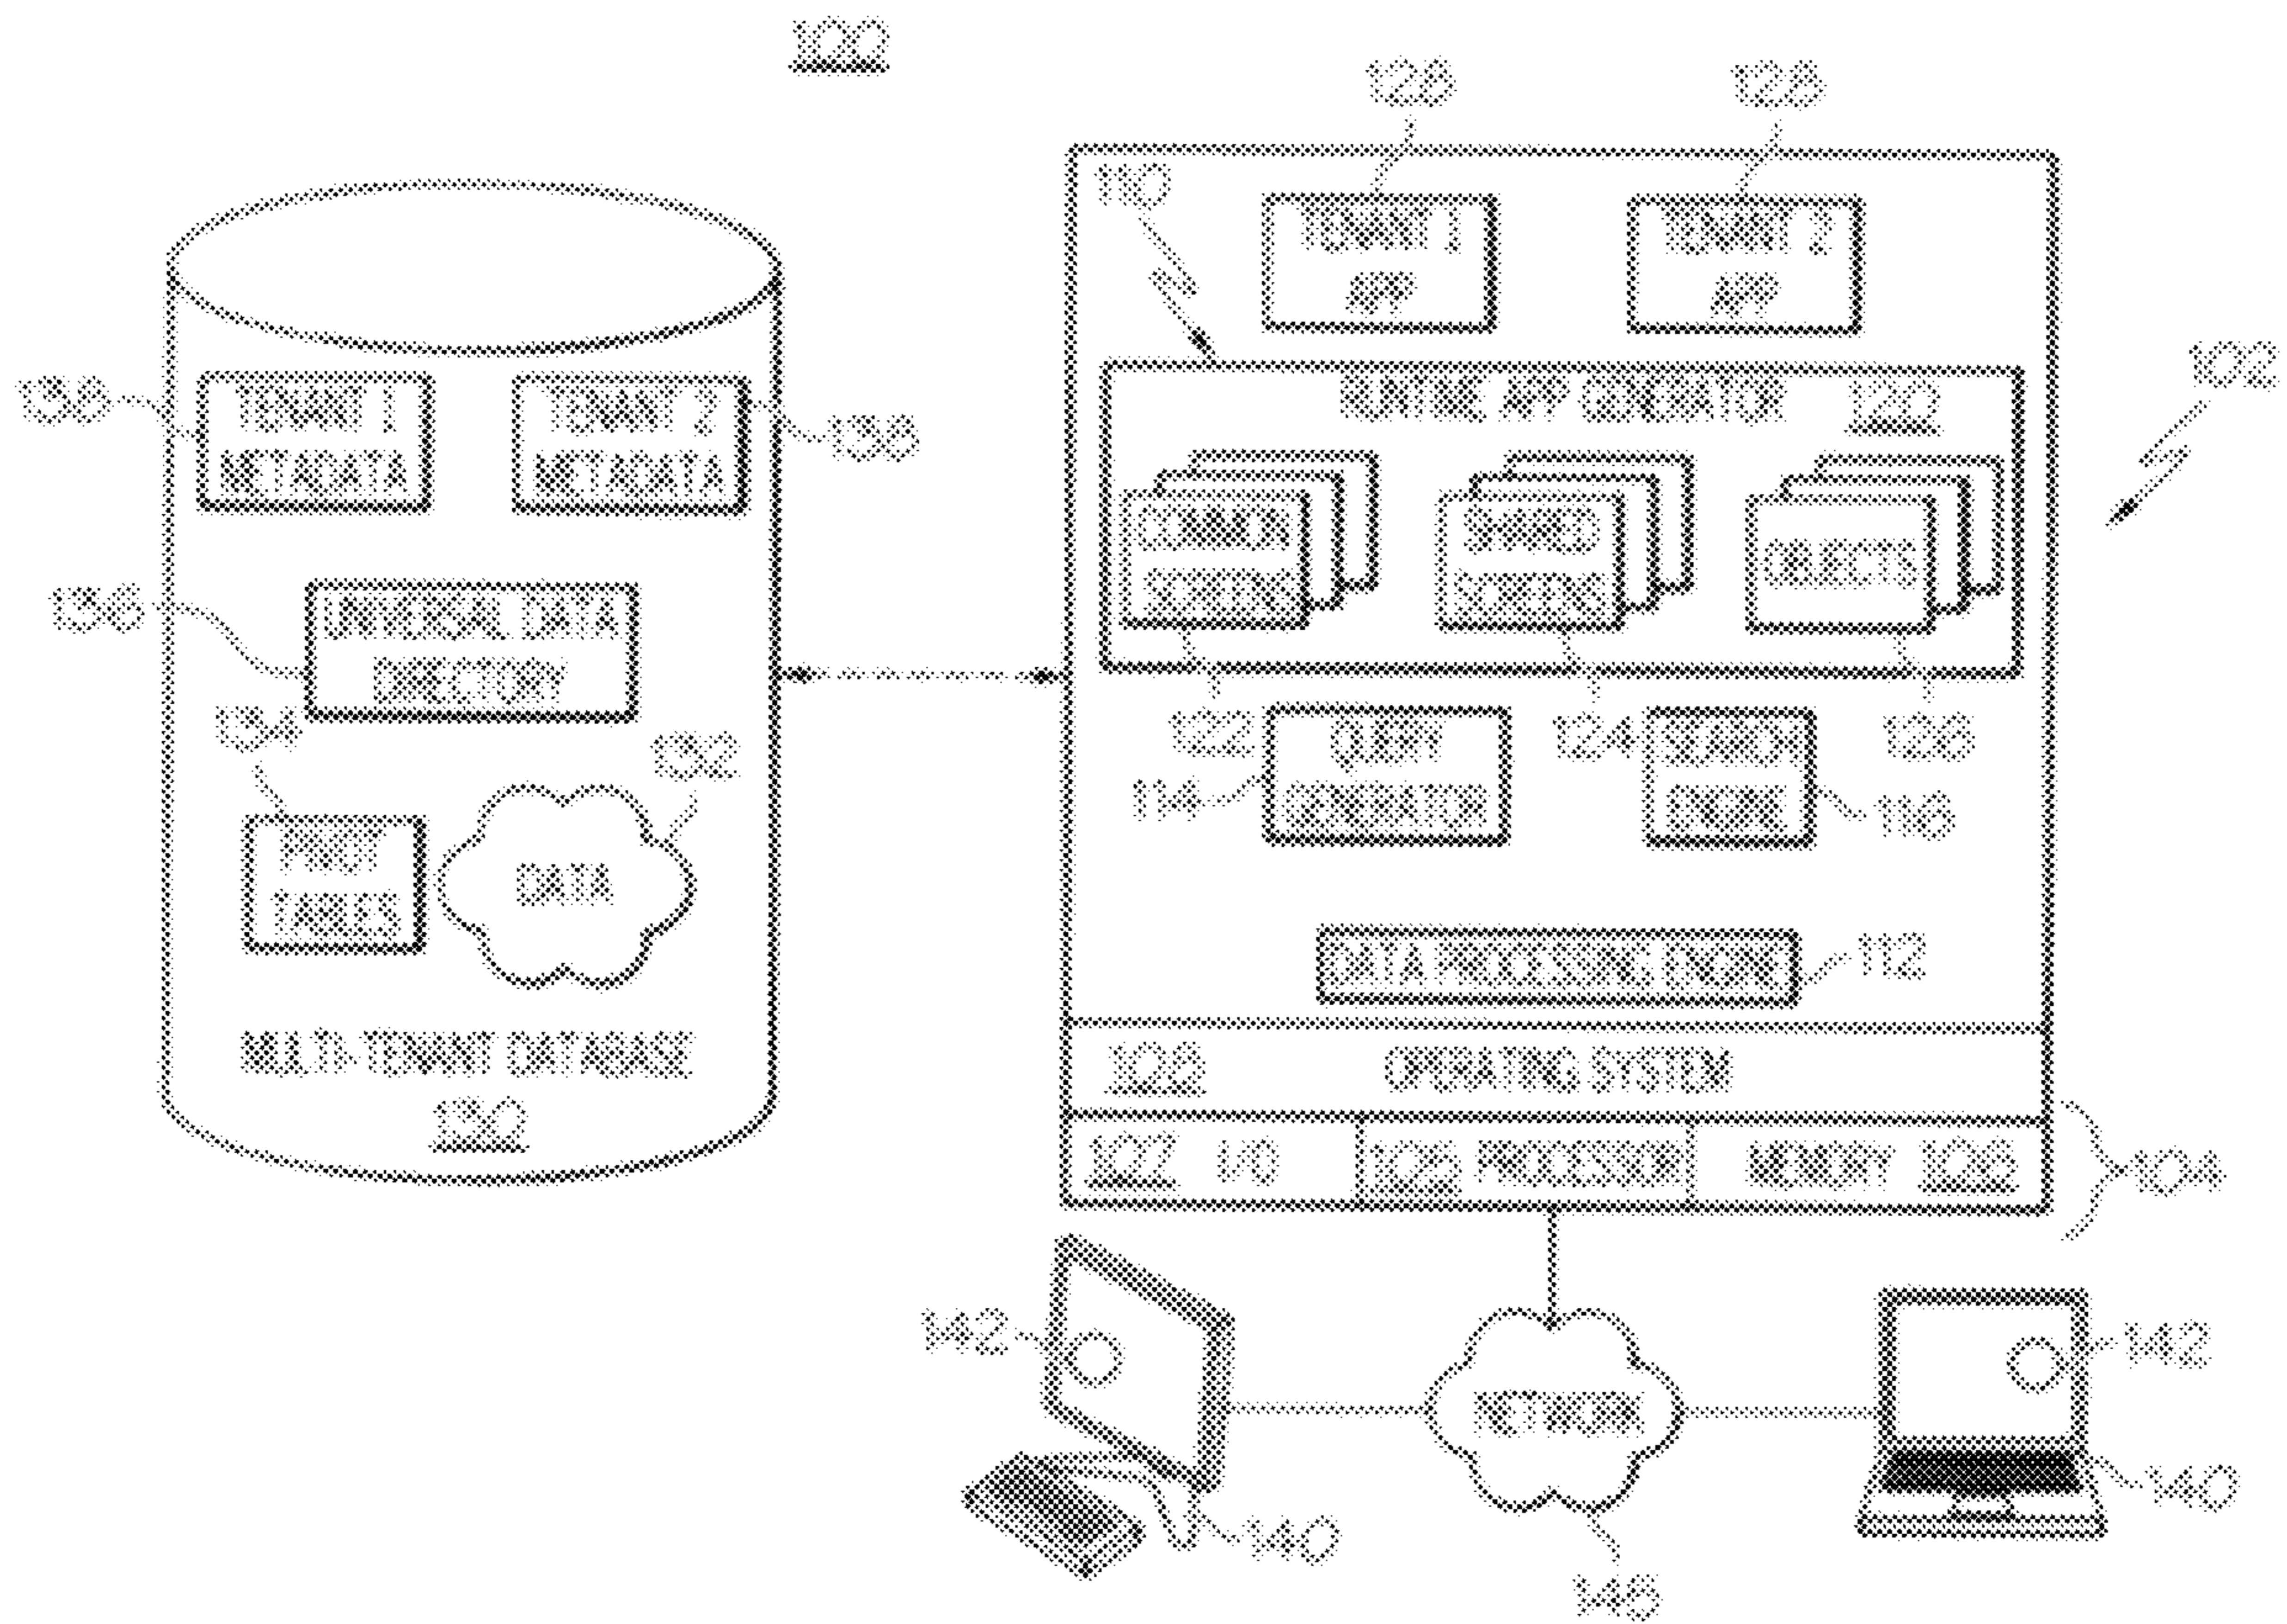 100
128
128
110
TENANT 1
APP
TENANT 2
APP
102
138
TENANT 1
METADATA
TENANT 2
METADATA
138
RUNTIME APP GENERATOR 120
COMMON
SCREENS
SHARED
SCREENS
OBJECTS
136
UNIVERSAL DATA
DIRECTORY
122
124
126
134
132
114
QUERY
GENERATOR
SEARCH
ENGINE
116
PIVOT
TABLES
DATA
DATA PROCESSING ENGINE
112
MULTI-TENANT DATABASE
130
108 OPERATING SYSTEM
107 I/O
105 PROCESSOR
MEMORY 106
104
142
142
NETWORK
140
140
145